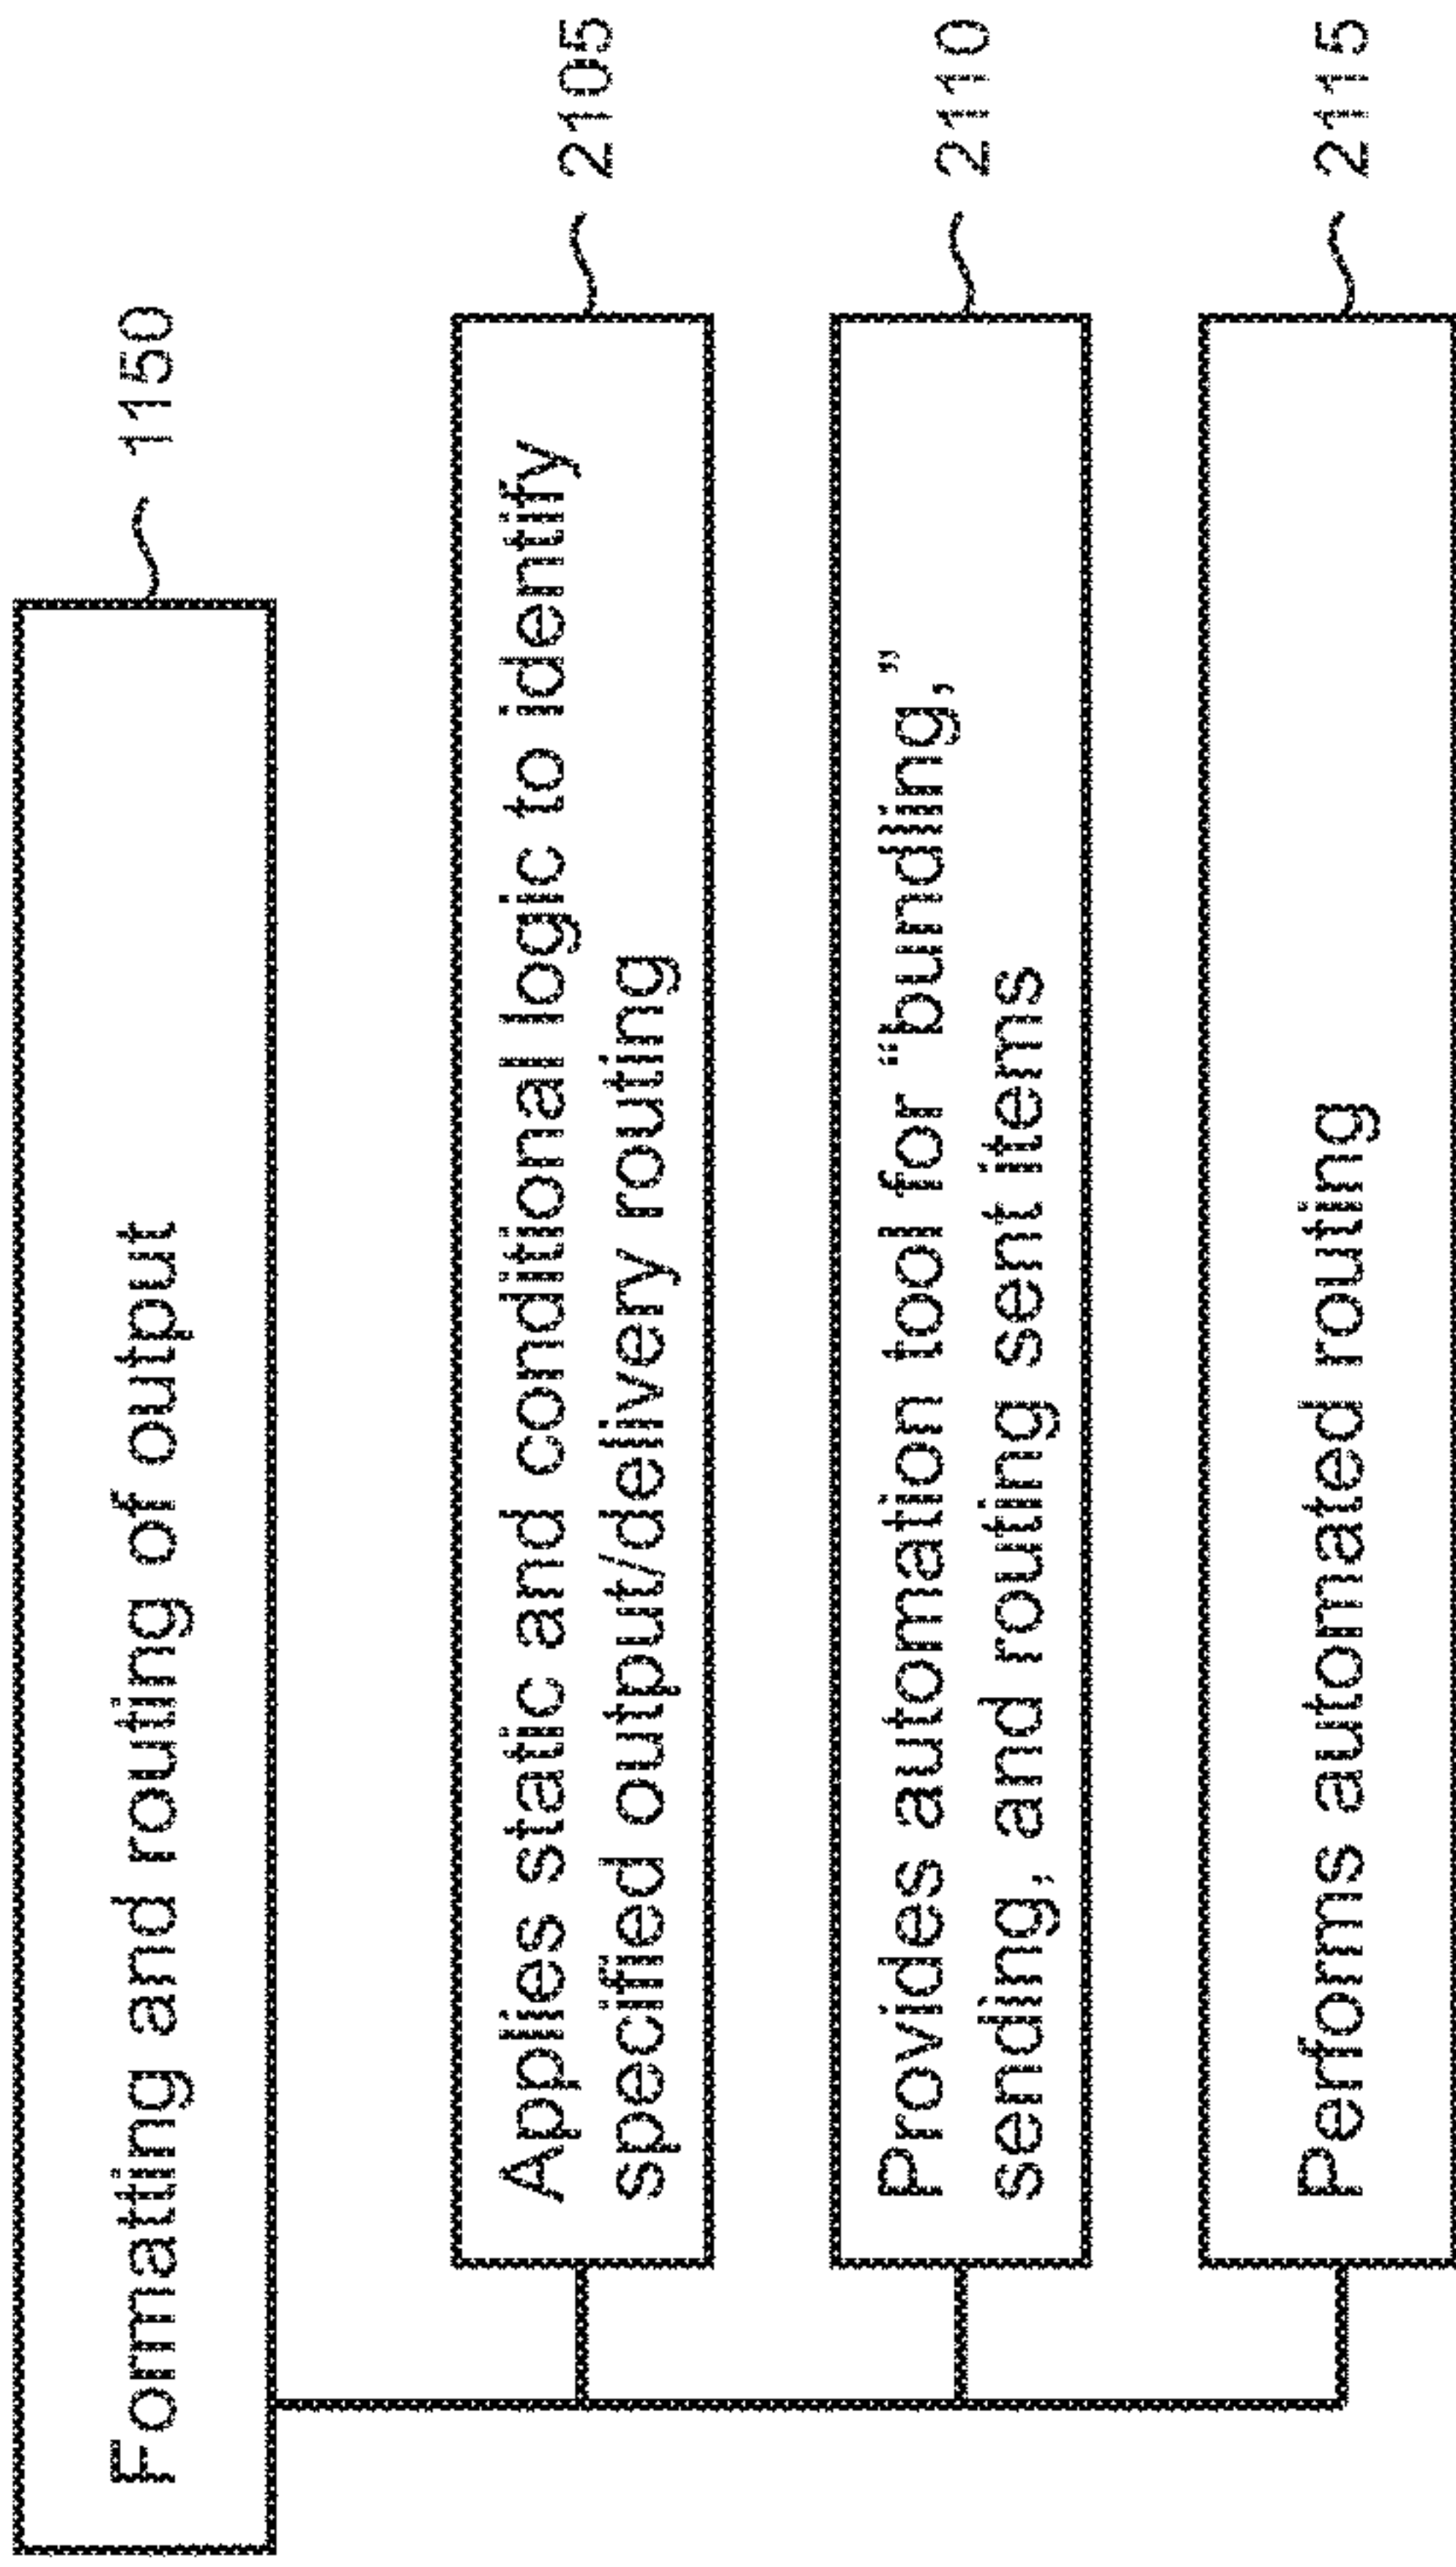 Formatting and routing of output
1150
Applies static and conditional logic to identify
specified output/delivery routing
2105
Provides automation tool for “bundling,”
sending, and routing sent items
2110
Performs automated routing
2115